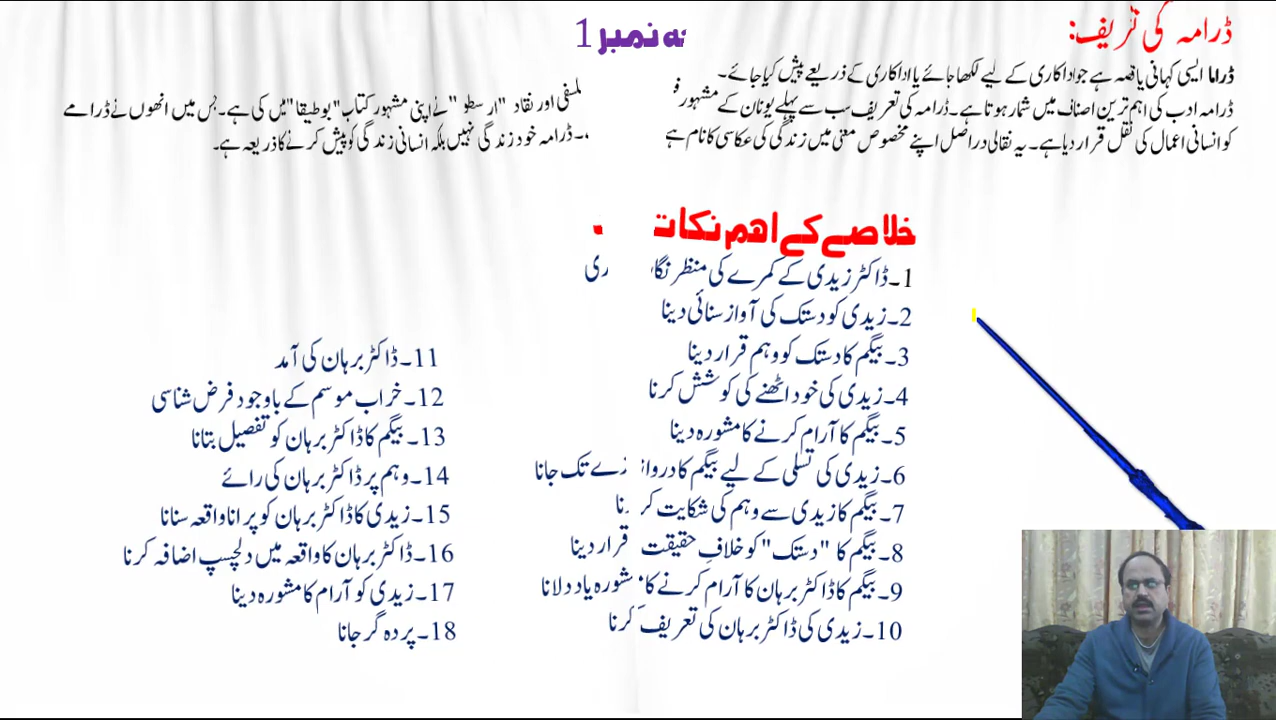 نمبر 1
ڈرامہ کی تعریف:
ڈراما ایسی کہانی یا قصہ ہے جو اداکاری کے لیے لکھا جائے یا اداکاری کے ذریعے پیش کیا جائے۔
ڈرامہ ادب کی اہم ترین اصناف میں شمار ہوتا ہے۔ ڈرامہ کی تعریف سب سے پہلے یونان کے مشہور ف لسفی اور نقاد "ارسطو" نے اپنی مشہور کتاب "بوطیقا" میں کی ہے۔ جس میں انھوں نے ڈرامے
کو انسانی اعمال کی نقل قرار دیا ہے۔ یہ نقالی دراصل اپنے مخصوص معنی میں زندگی کی عکاسی کا نام ہے ۔ ڈرامہ خود زندگی نہیں بلکہ انسانی زندگی کو پیش کرنے کا ذریعہ ہے۔
خلاصے کے اہم نکات
1۔ ڈاکٹر زیدی کے کمرے کی منظر نگاری
2۔ زیدی کو دستک کی آواز سنائی دینا
3۔ بیگم کا دستک کو وہم قرار دینا
4۔ زیدی کی خود اٹھنے کی کوشش کرنا
5۔ بیگم کا آرام کرنے کا مشورہ دینا
6۔ زیدی کی تسلی کے لیے بیگم کا دروازے تک جانا
7۔ بیگم کا زیدی سے وہم کی شکایت کرنا
8۔ بیگم کا "دستک" کو خلافِ حقیقت قرار دینا
9۔ بیگم کا ڈاکٹر برہان کا آرام کرنے کا مشورہ یاد دلانا
10۔ زیدی کی ڈاکٹر برہان کی تعریف کرنا
11۔ ڈاکٹر برہان کی آمد
12۔ خراب موسم کے باوجود فرض شناسی
13۔ بیگم کا ڈاکٹر برہان کو تفصیل بتانا
14۔ وہم پر ڈاکٹر برہان کی رائے
15۔ زیدی کا ڈاکٹر برہان کو پرانا واقعہ سنانا
16۔ ڈاکٹر برہان کا واقعہ میں دلچسپ اضافہ کرنا
17۔ زیدی کو آرام کا مشورہ دینا
18۔ پردہ گر جانا